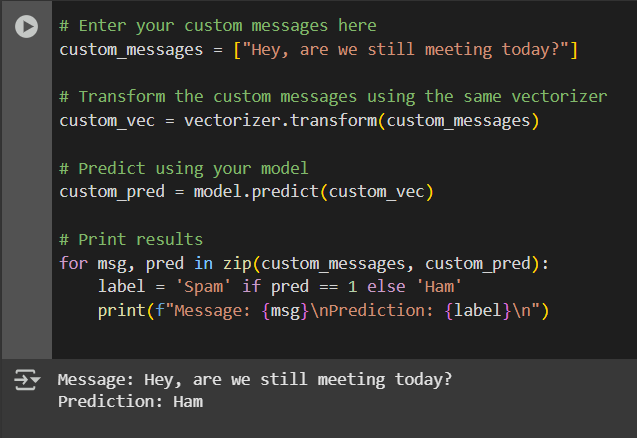 # Enter your custom messages here
custom_messages = ["Hey, are we still meeting today?"]
# Transform the custom messages using the same vectorizer
custom_vec = vectorizer.transform(custom_messages)
# Predict using your model
custom_pred = model.predict(custom_vec)
# Print results
for msg, pred in zip(custom_messages, custom_pred):
    label = 'Spam' if pred == 1 else 'Ham'
    print(f"Message: {msg}\nPrediction: {label}\n")
Message: Hey, are we still meeting today?
Prediction: Ham